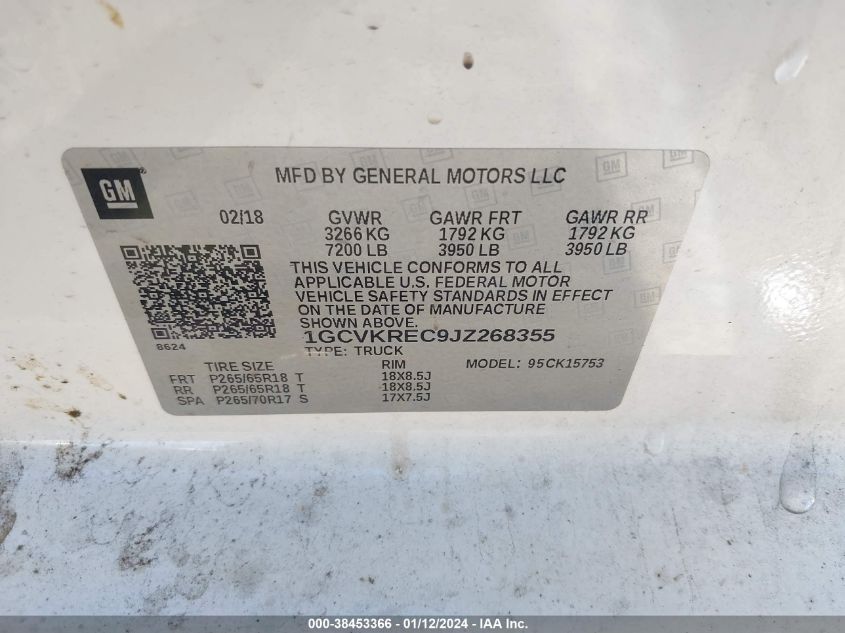 GM
MFD BY GENERAL MOTORS LLC
02/18 GVWR GAWR FRT GAWR RR
3266 KG 1792 KG 1792 KG
7200 LB 3950 LB 3950 LB
THIS VEHICLE CONFORMS TO ALL
APPLICABLE U.S. FEDERAL MOTOR
VEHICLE SAFETY STANDARDS IN EFFECT
ON THE DATE OF MANUFACTURE
SHOWN ABOVE.
8624
1GCVKREC9JZ268355
TYPE: TRUCK
TIRE SIZE RIM MODEL: 95CK15753
FRT P265/65R18 T 18X8.5J
RR P265/65R18 T 18X8.5J
SPA P265/70R17 S 17X7.5J
000-38453366 - 01/12/2024 - IAA Inc.